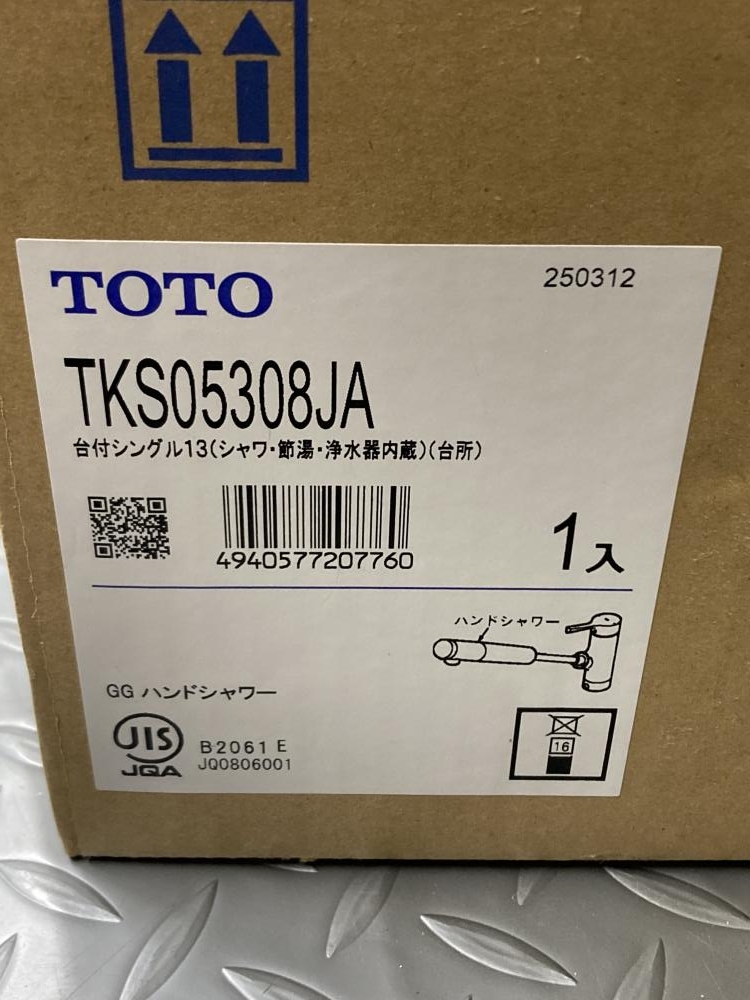 TOTO
250312
TKS05308JA
台付シングル13(シャワ・節湯・浄水器内蔵)(台所)
4940577207760
1入
ハンドシャワー
GG ハンドシャワー
JIS
JQA
B2061 E
JQ0806001
16